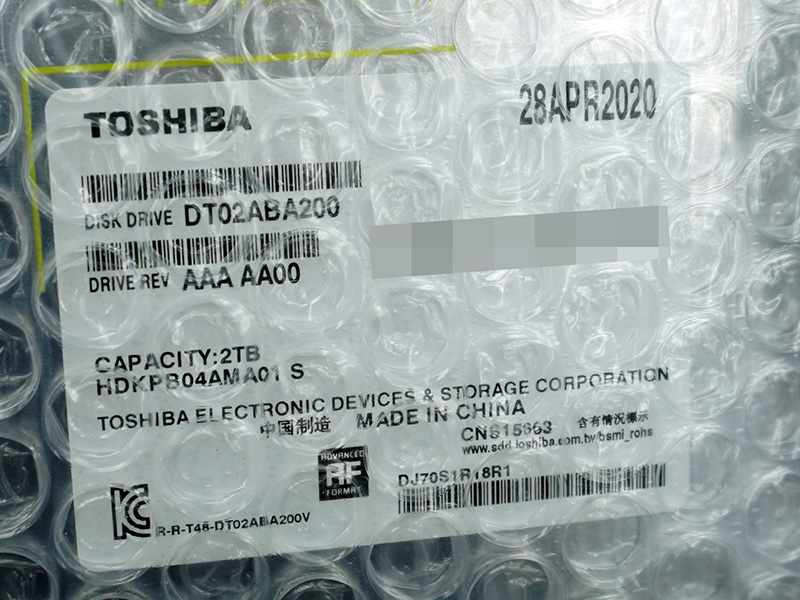 TOSHIBA
28APR2020
DISK DRIVE DT02ABA200
DRIVE REV AAA AA00
CAPACITY:2TB
HDKPB04AMA01 S
TOSHIBA ELECTRONIC DEVICES & STORAGE CORPORATION
中国制造 MADE IN CHINA
CNS15663 含有情況標示
www.sdd.toshiba.com.tw/bsmi_rohs
ADVANCED
AF
FORMAT
DJ70S1R18R1
R-R-T48-DT02ABA200V